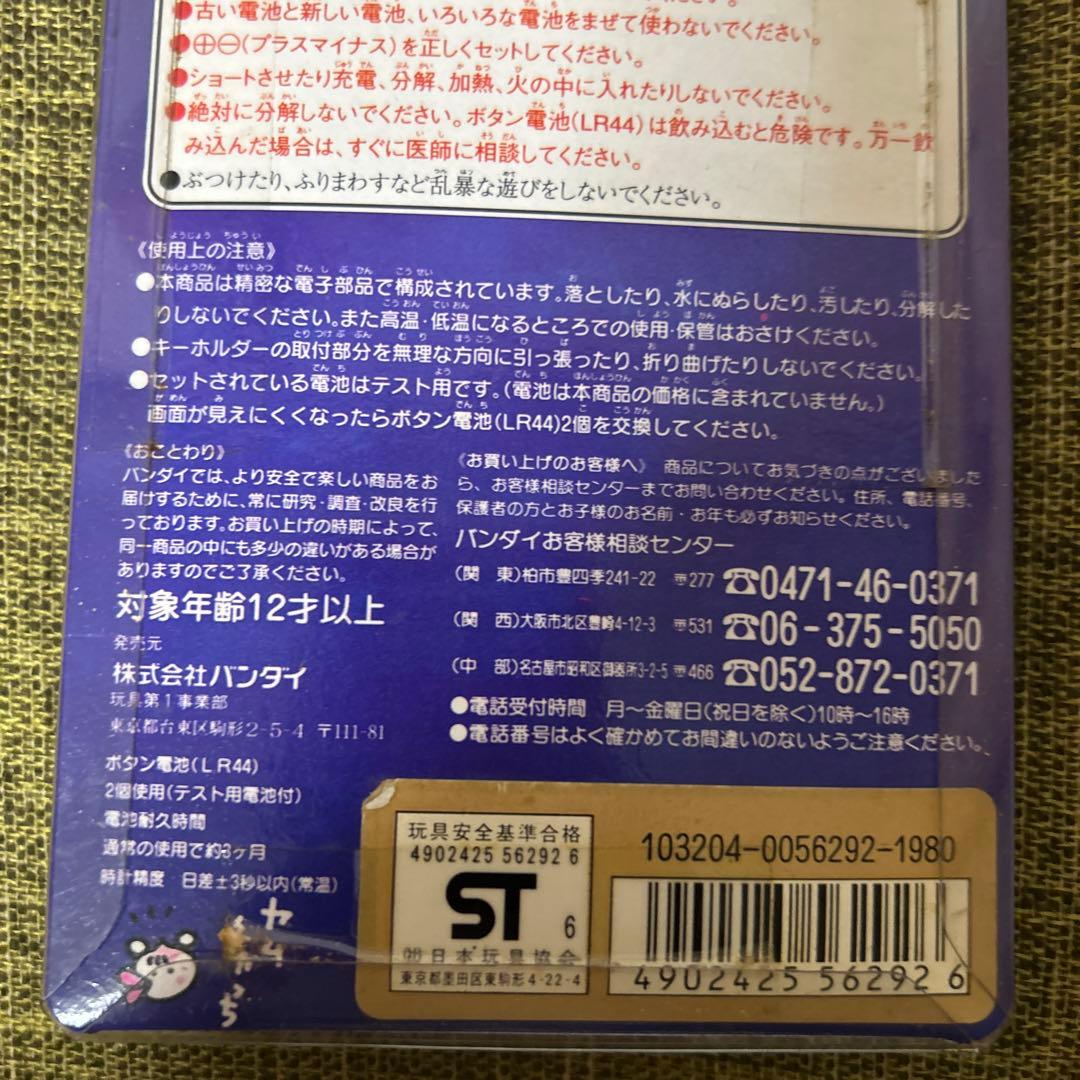 ●古い電池と新しい電池、いろいろな電池をまぜて使わないでください。
●⊕⊖(プラスマイナス)を正しくセットしてください。
●ショートさせたり充電、分解、加熱、火の中に入れたりしないでください。
●絶対に分解しないでください。ボタン電池(LR44)は飲み込むと危険です。万一飲
み込んだ場合は、すぐに医師に相談してください。
●ぶつけたり、ふりまわすなど乱暴な遊びをしないでください。
《使用上の注意》
●本商品は精密な電子部品で構成されています。落としたり、水にぬらしたり、汚したり、分解した
りしないでください。また高温・低温になるところでの使用・保管はおさけください。
●キーホルダーの取付部分を無理な方向に引っ張ったり、折り曲げたりしないでください。
●セットされている電池はテスト用です。(電池は本商品の価格に含まれていません。)
画面が見えにくくなったらボタン電池(LR44)2個を交換してください。
《おことわり》
バンダイでは、より安全で楽しい商品をお
届けするために、常に研究・調査・改良を行
っております。お買い上げの時期によって、
同一商品の中にも多少の違いがある場合が
ありますのでご了承ください。
対象年齢12才以上
発売元
株式会社バンダイ
玩具第1事業部
東京都台東区駒形2-5-4 〒111-81
ボタン電池(LR44)
2個使用(テスト用電池付)
電池耐久時間
通常の使用で約3ヶ月
時計精度 日差±3秒以内(常温)
《お買い上げのお客様へ》 商品についてお気づきの点がございました
ら、お客様相談センターまでお問い合わせください。住所、電話番号、
保護者の方とお子様のお名前・お年も必ずお知らせください。
バンダイお客様相談センター
(関 東)柏市豊四季241-22 〒277 ☎0471-46-0371
(関 西)大阪市北区豊崎4-12-3 〒531 ☎06-375-5050
(中 部)名古屋市昭和区御器所3-2-5 〒466 ☎052-872-0371
●電話受付時間 月～金曜日(祝日を除く)10時～16時
●電話番号はよく確かめてお間違いのないようご注意ください。
玩具安全基準合格
4902425 56292 6
ST 6
㈳日本玩具協会
東京都墨田区東駒形4-22-4
103204-0056292-1980
4902425 562926